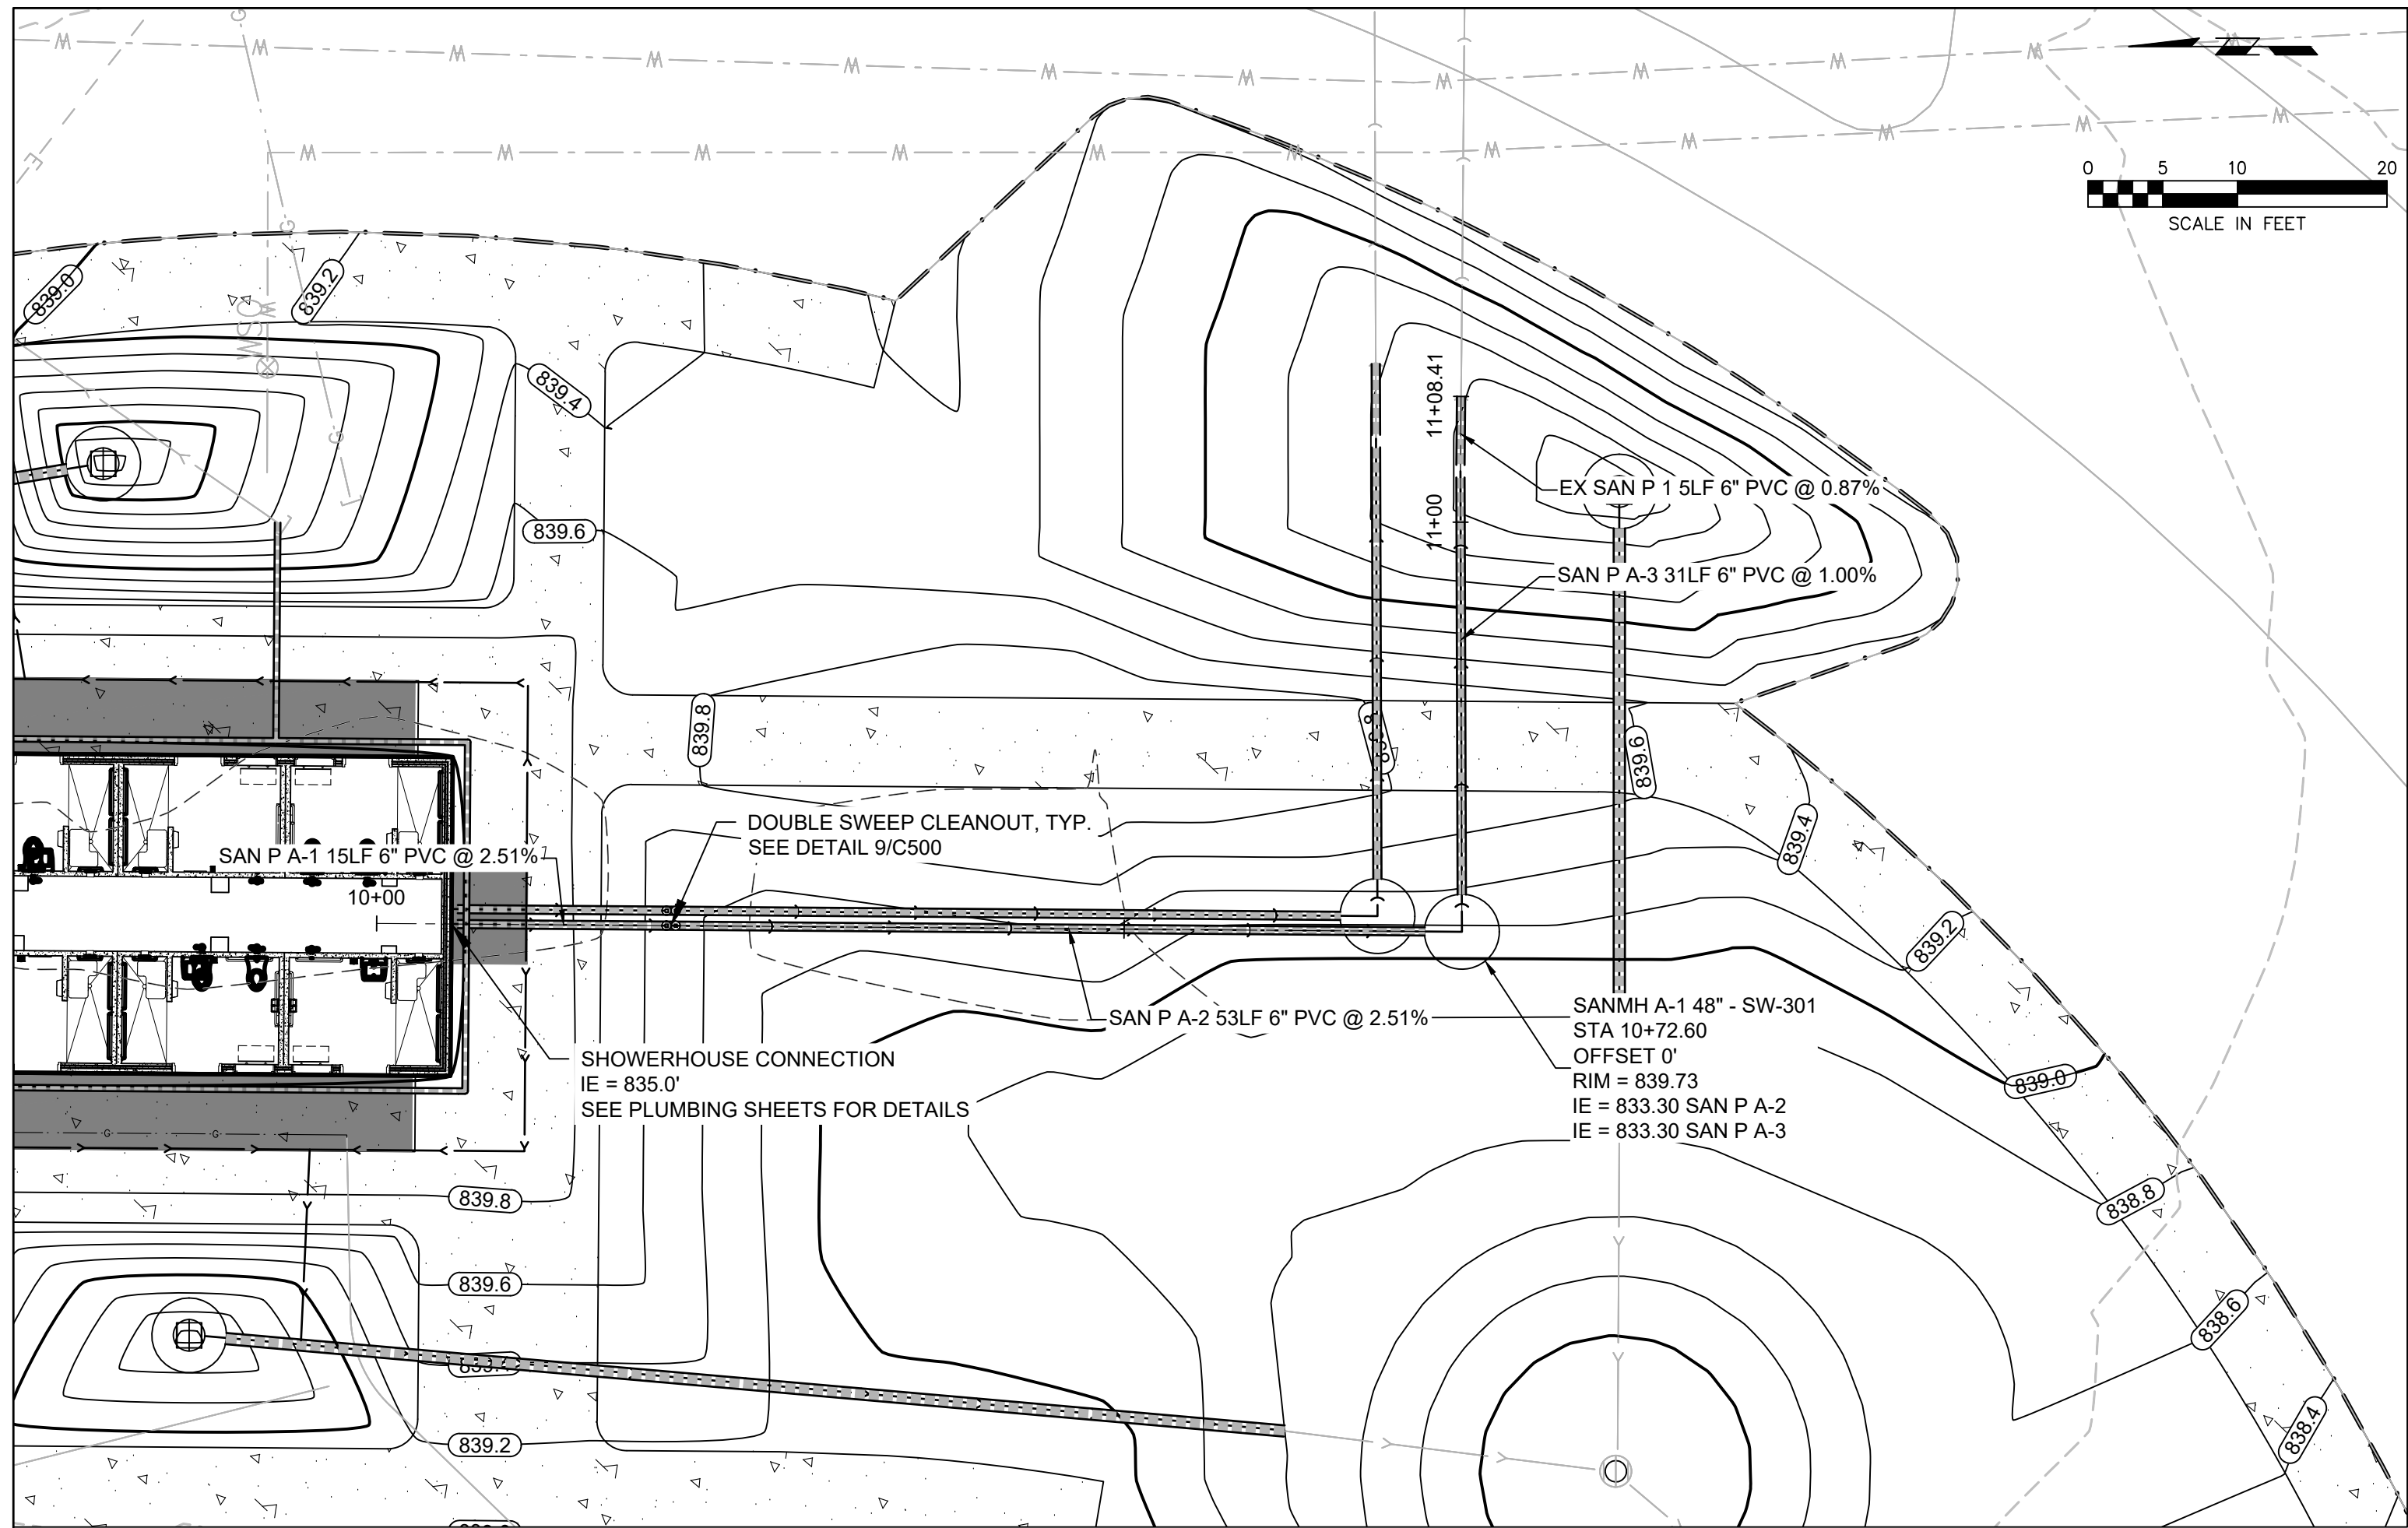 W W W W W W W W W W W W
G
W W W W W W W W W W W
E
0 5 10 20
SCALE IN FEET
G
839.0
839.2
W
WSO
839.4
G
839.6
11+08.41
EX SAN P 1 5LF 6" PVC @ 0.87%
11+00
SAN P A-3 31LF 6" PVC @ 1.00%
839.8
839.6
DOUBLE SWEEP CLEANOUT, TYP.
SEE DETAIL 9/C500
839.4
SAN P A-1 15LF 6" PVC @ 2.51%
10+00
839.2
SAN P A-2 53LF 6" PVC @ 2.51%
SANMH A-1 48" - SW-301
STA 10+72.60
OFFSET 0'
RIM = 839.73
IE = 833.30 SAN P A-2
IE = 833.30 SAN P A-3
SHOWERHOUSE CONNECTION
IE = 835.0'
SEE PLUMBING SHEETS FOR DETAILS
839.0
G G
839.8
838.8
839.6
838.6
839.2
838.4